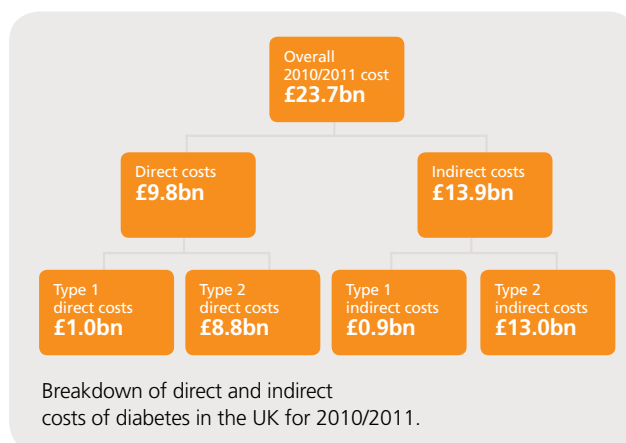 Overall
2010/2011 cost
£23.7bn
Direct costs
£9.8bn
Indirect costs
£13.9bn
Type 1
direct costs
£1.0bn
Type 2
direct costs
£8.8bn
Type 1
indirect costs
£0.9bn
Type 2
indirect costs
£13.0bn
Breakdown of direct and indirect
costs of diabetes in the UK for 2010/2011.